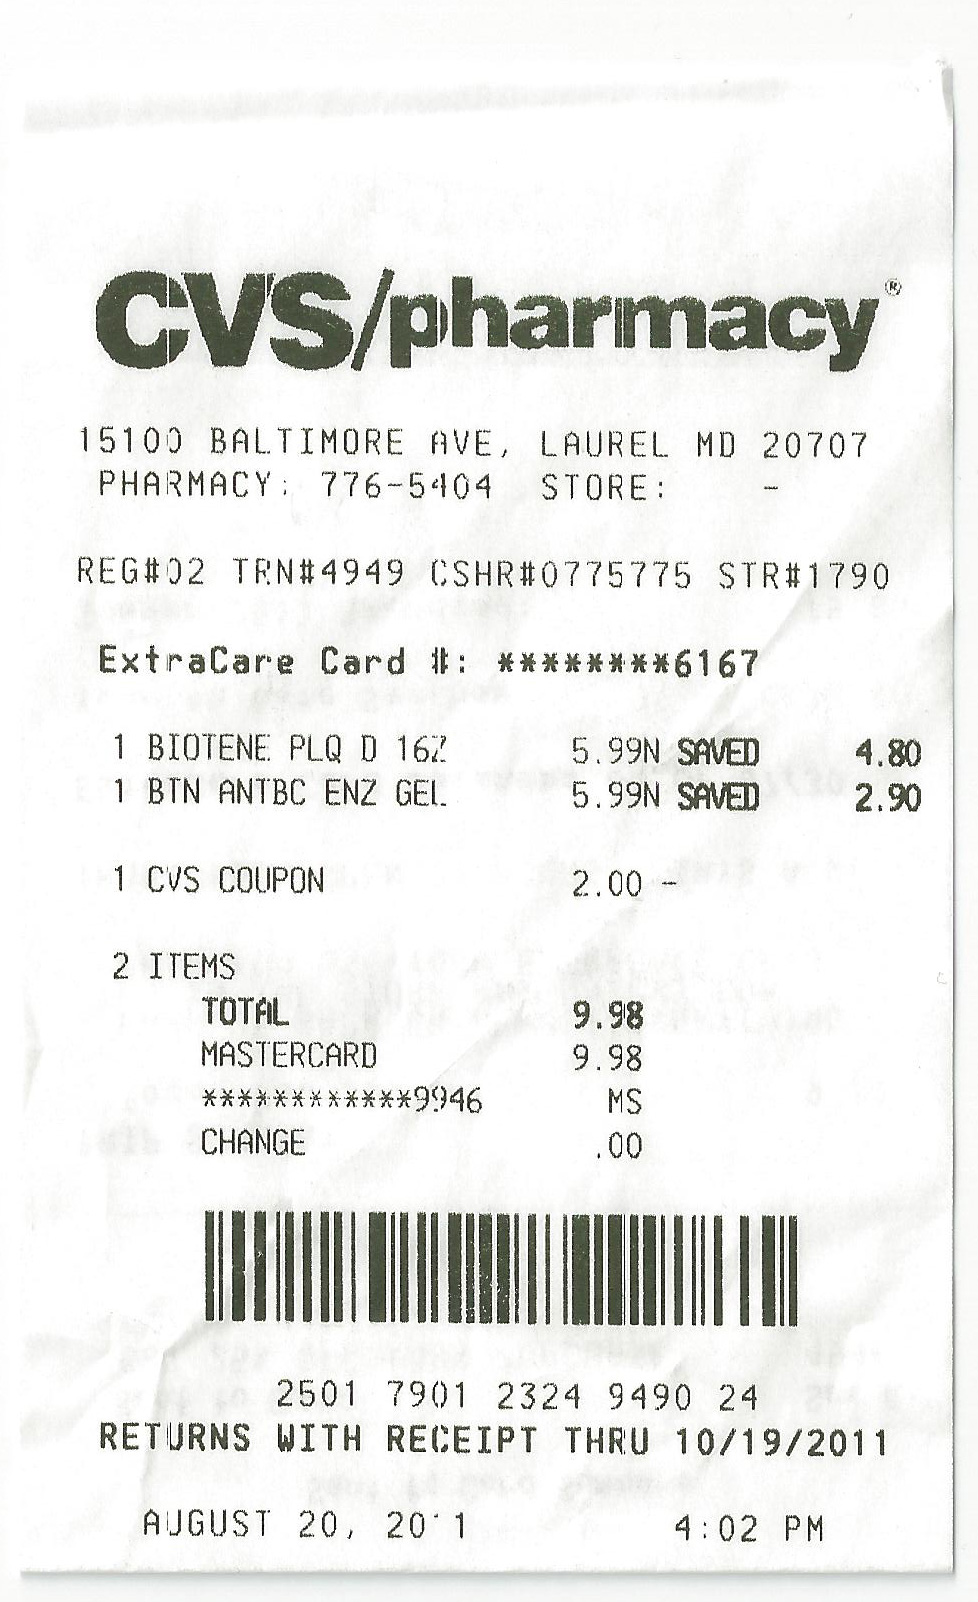 CVS/pharmacy®
15100 BALTIMORE AVE, LAUREL MD 20707
PHARMACY: 776-5404 STORE: -
REG#02 TRN#4949 CSHR#0775775 STR#1790
ExtraCare Card #: ********6167
1 BIOTENE PLQ D 16Z 5.99N SAVED 4.80
1 BTN ANTBC ENZ GEL 5.99N SAVED 2.90
1 CVS COUPON 2.00 -
2 ITEMS
TOTAL 9.98
MASTERCARD 9.98
************9946 MS
CHANGE .00
2501 7901 2324 9490 24
RETURNS WITH RECEIPT THRU 10/19/2011
AUGUST 20, 2011 4:02 PM